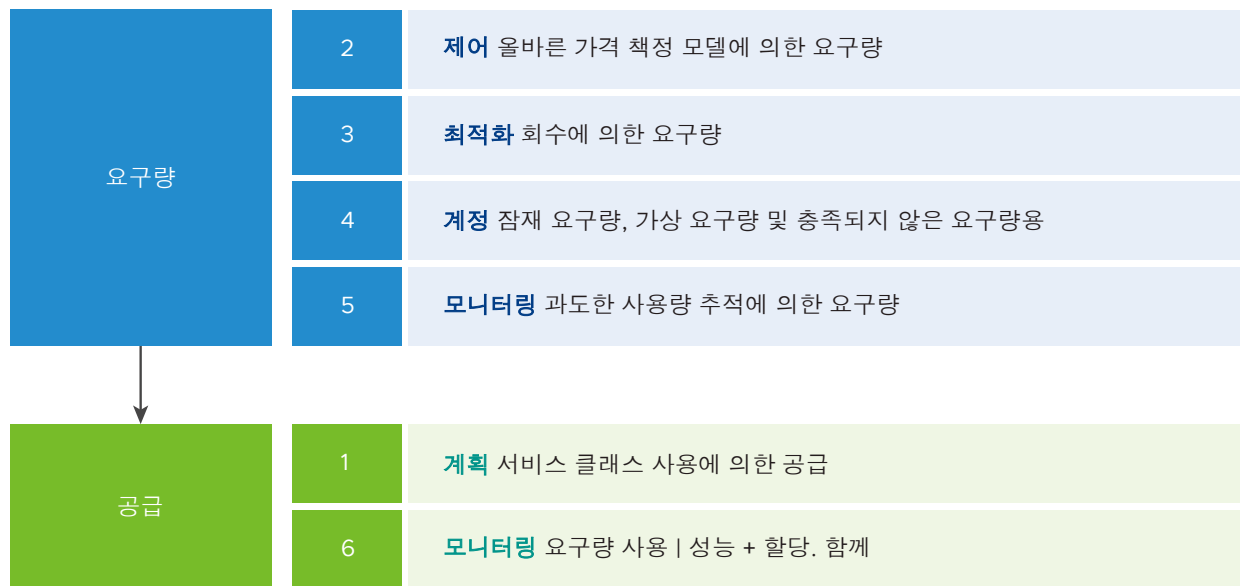 요구량
2
제어 올바른 가격 책정 모델에 의한 요구량
3
최적화 회수에 의한 요구량
4
계정 잠재 요구량, 가상 요구량 및 충족되지 않은 요구량용
5
모니터링 과도한 사용량 추적에 의한 요구량
공급
1
계획 서비스 클래스 사용에 의한 공급
6
모니터링 요구량 사용 | 성능 + 할당. 함께